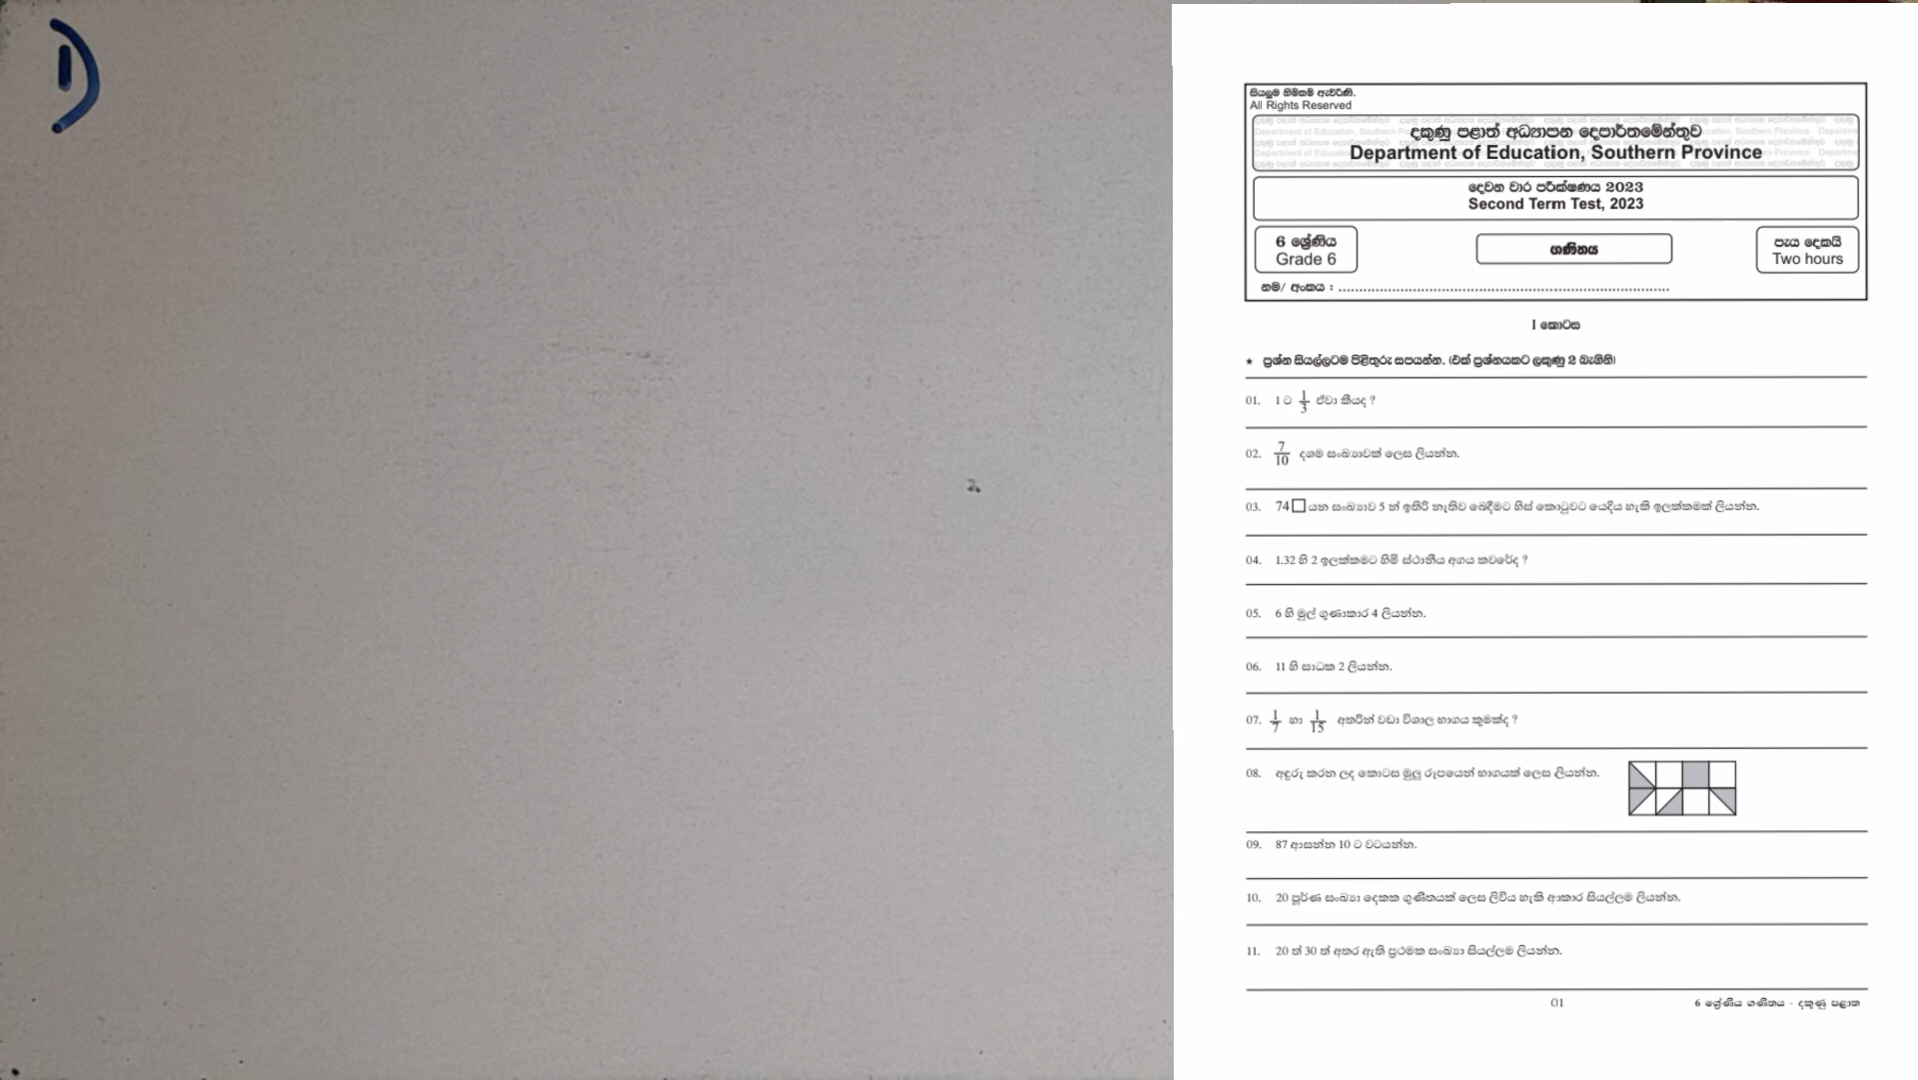 1)
සියලුම හිමිකම් ඇවිරිණි.
All Rights Reserved
දකුණු පළාත් අධ්‍යාපන දෙපාර්තමේන්තුව
Department of Education, Southern Province
දෙවන වාර පරීක්ෂණය 2023
Second Term Test, 2023
6 ශ්‍රේණිය
Grade 6
ගණිතය
පැය දෙකයි
Two hours
නම/ අංකය : ................................................................................
I කොටස
★ ප්‍රශ්න සියල්ලටම පිළිතුරු සපයන්න. (එක් ප්‍රශ්නයකට ලකුණු 2 බැගිනි)
01. 1 ට 1/3 ඒවා කීයද ?
02. 7/10 දශම සංඛ්‍යාවක් ලෙස ලියන්න.
03. 74□ යන සංඛ්‍යාව 5 න් ඉතිරි නැතිව බෙදීමට හිස් කොටුවට යෙදිය හැකි ඉලක්කමක් ලියන්න.
04. 1.32 හි 2 ඉලක්කමට හිමි ස්ථානීය අගය කවරේද ?
05. 6 හි මුල් ගුණාකාර 4 ලියන්න.
06. 11 හි සාධක 2 ලියන්න.
07. 1/7 හා 1/15 අතරින් වඩා විශාල භාගය කුමක්ද ?
08. අඳුරු කරන ලද කොටස මුලු රූපයෙන් භාගයක් ලෙස ලියන්න.
09. 87 ආසන්න 10 ට වටයන්න.
10. 20 පූර්ණ සංඛ්‍යා දෙකක ගුණිතයක් ලෙස ලිවිය හැකි ආකාර සියල්ලම ලියන්න.
11. 20 ත් 30 ත් අතර ඇති ප්‍රථමක සංඛ්‍යා සියල්ලම ලියන්න.
01
6 ශ්‍රේණිය ගණිතය - දකුණු පළාත